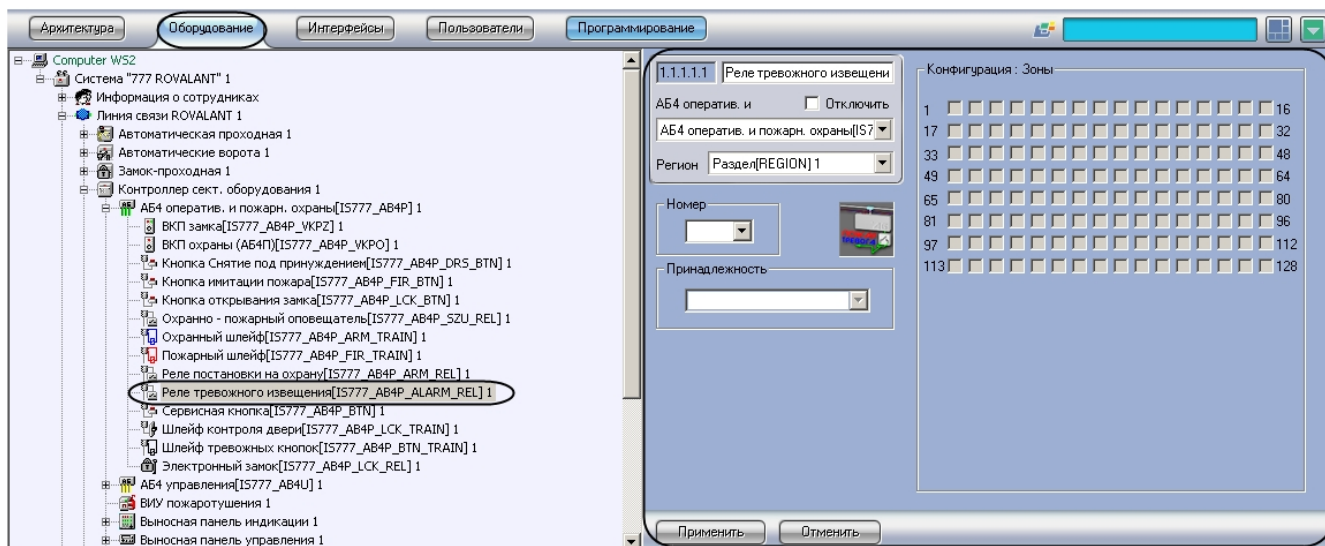 Архитектура Оборудование Интерфейсы Пользователи Программирование
Computer WS2
Система "777 ROVALANT" 1
Информация о сотрудниках
Линия связи ROVALANT 1
Автоматическая проходная 1
Автоматические ворота 1
Замок-проходная 1
Контроллер сект. оборудования 1
АБ4 оператив. и пожарн. охраны[IS777_AB4P] 1
ВКП замка[IS777_AB4P_VKPZ] 1
ВКП охраны (АБ4П)[IS777_AB4P_VKPO] 1
Кнопка Снятие под принуждением[IS777_AB4P_DRS_BTN] 1
Кнопка имитации пожара[IS777_AB4P_FIR_BTN] 1
Кнопка открывания замка[IS777_AB4P_LCK_BTN] 1
Охранно - пожарный оповещатель[IS777_AB4P_SZU_REL] 1
Охранный шлейф[IS777_AB4P_ARM_TRAIN] 1
Пожарный шлейф[IS777_AB4P_FIR_TRAIN] 1
Реле постановки на охрану[IS777_AB4P_ARM_REL] 1
Реле тревожного извещения[IS777_AB4P_ALARM_REL] 1
Сервисная кнопка[IS777_AB4P_BTN] 1
Шлейф контроля двери[IS777_AB4P_LCK_TRAIN] 1
Шлейф тревожных кнопок[IS777_AB4P_BTN_TRAIN] 1
Электронный замок[IS777_AB4P_LCK_REL] 1
АБ4 управления[IS777_AB4U] 1
ВИУ пожаротушения 1
Выносная панель индикации 1
Выносная панель управления 1
1.1.1.1.1 Реле тревожного извещени
АБ4 оператив. и Отключить
АБ4 оператив. и пожарн. охраны[IS7
Регион Раздел[REGION] 1
Номер
ТРЕВОГА
Принадлежность
Конфигурация : Зоны
1 16
17 32
33 48
49 64
65 80
81 96
97 112
113 128
Применить Отменить